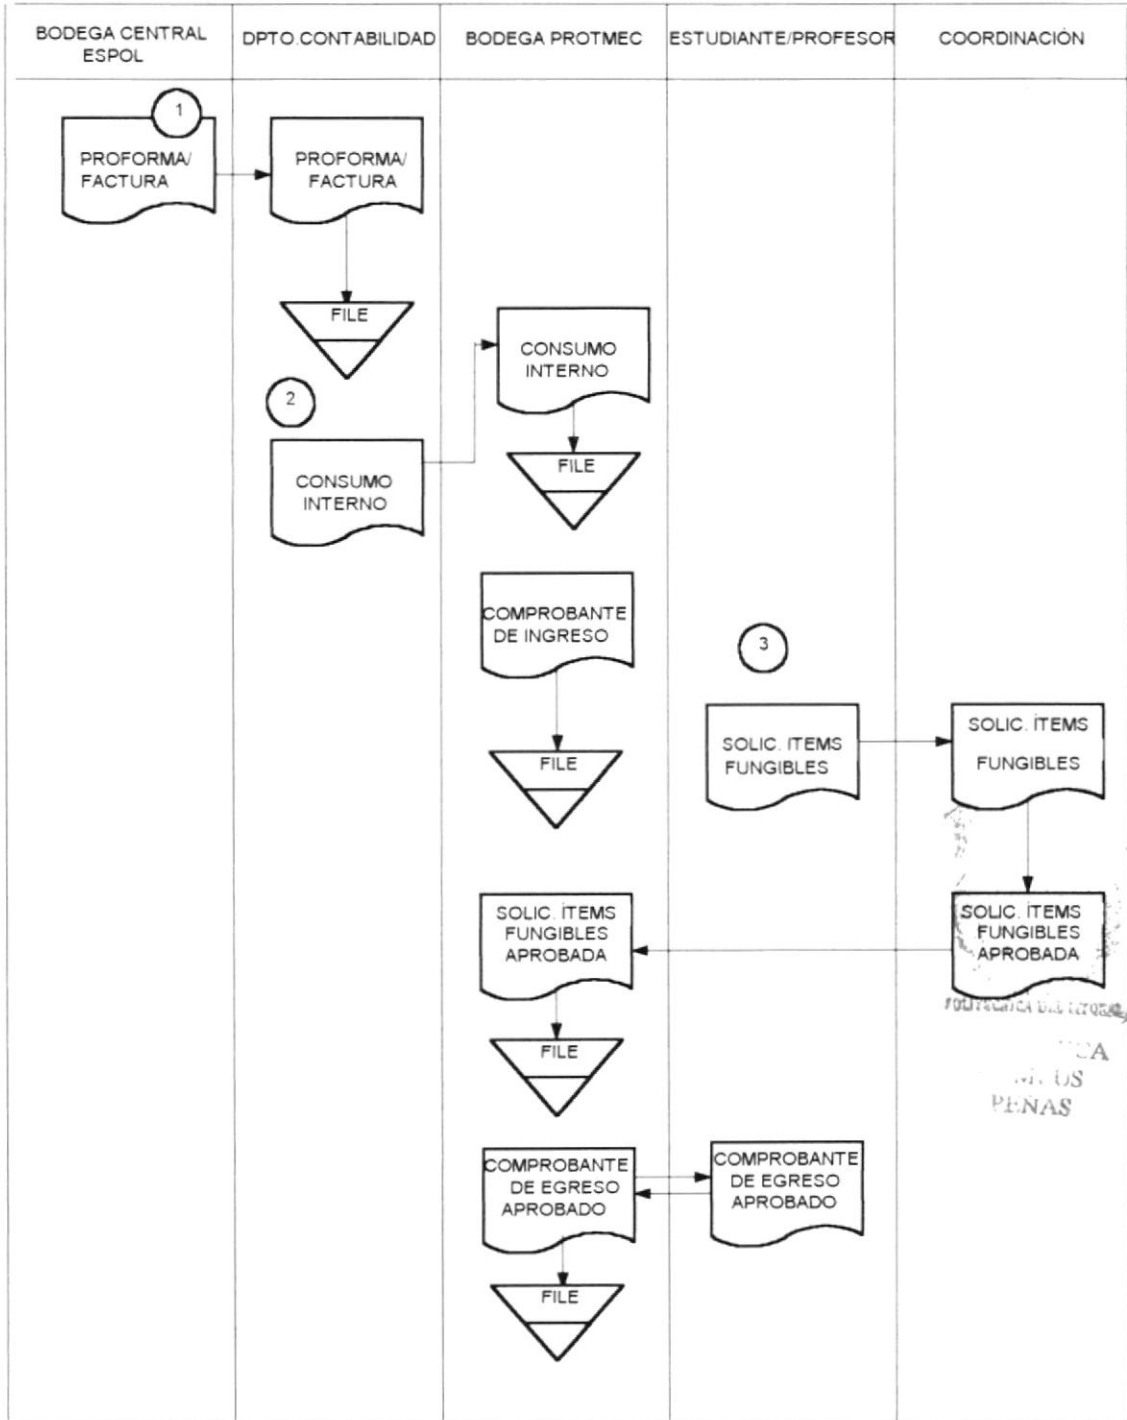 BODEGA CENTRAL
ESPOL
DPTO.CONTABILIDAD
BODEGA PROTMEC
ESTUDIANTE/PROFESOR
COORDINACIÓN
1
PROFORMA/
FACTURA
PROFORMA/
FACTURA
FILE
CONSUMO
INTERNO
2
FILE
CONSUMO
INTERNO
COMPROBANTE
DE INGRESO
3
SOLIC. ÍTEMS
FUNGIBLES
SOLIC. ÍTEMS
FUNGIBLES
FILE
SOLIC. ÍTEMS
FUNGIBLES
APROBADA
SOLIC. ÍTEMS
FUNGIBLES
APROBADA
FILE
PEÑAS
COMPROBANTE
DE EGRESO
APROBADO
COMPROBANTE
DE EGRESO
APROBADO
FILE